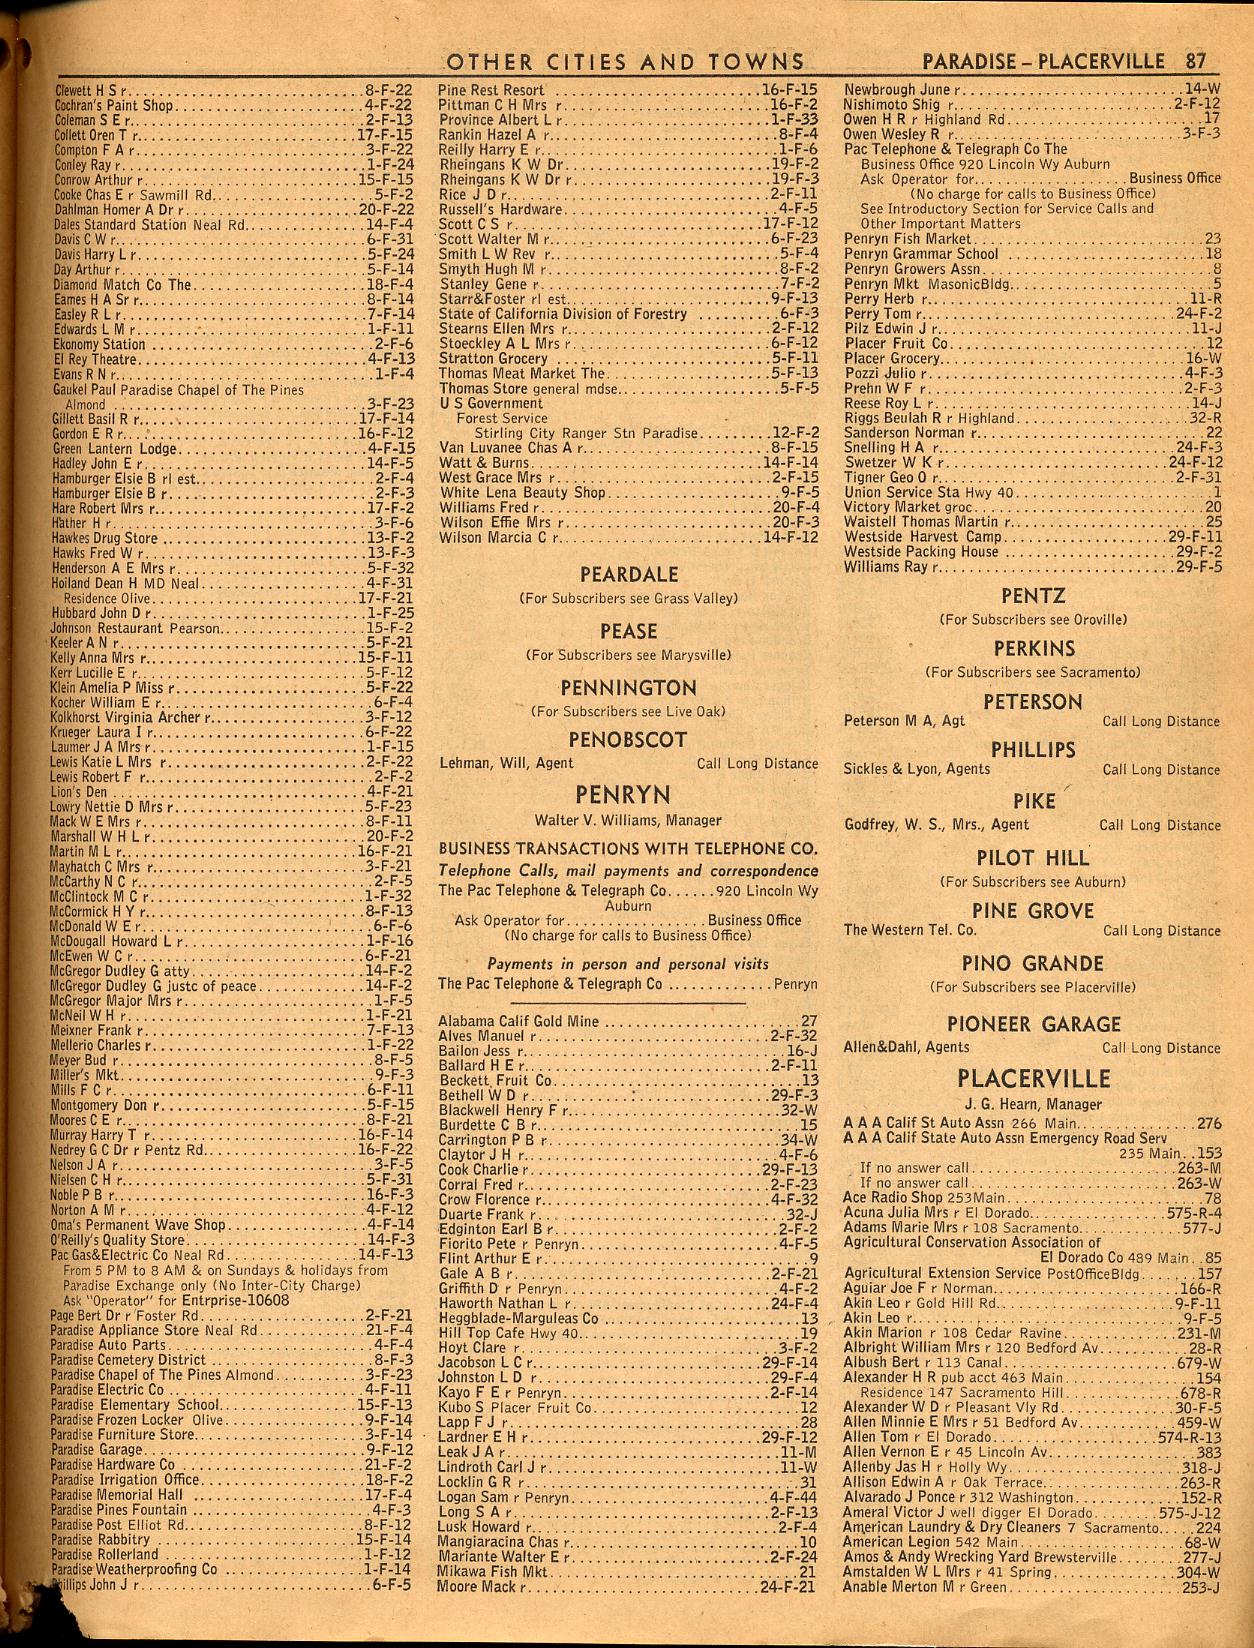 OTHER CITIES AND TOWNS
PARADISE – PLACERVILLE 87
Clewett H S r 8-F-22
Cochran's Paint Shop 4-F-22
Coleman S E r 2-F-13
Collett Oren T r 17-F-15
Compton F A r 3-F-22
Conley Ray r 1-F-24
Conrow Arthur r 15-F-15
Cooke Chas E r Sawmill Rd 5-F-2
Dahlman Homer A Dr r 20-F-22
Dales Standard Station Neal Rd 14-F-4
Davis C W r 6-F-31
Davis Harry L r 5-F-24
Day Arthur r 5-F-14
Diamond Match Co The 18-F-4
Eames H A Sr r 8-F-14
Easley R L r 7-F-14
Edwards L M r 1-F-11
Ekonomy Station 2-F-6
El Rey Theatre 4-F-13
Evans R N r 1-F-4
Gaukel Paul Paradise Chapel of The Pines
Almond 3-F-23
Gillett Basil R r 17-F-14
Gordon E R r 16-F-12
Green Lantern Lodge 4-F-15
Hadley John E r 14-F-5
Hamburger Elsie B rl est 2-F-4
Hamburger Elsie B r 2-F-3
Hare Robert Mrs r 17-F-2
Hather H r 3-F-6
Hawkes Drug Store 13-F-2
Hawks Fred W r 13-F-3
Henderson A E Mrs r 5-F-32
Hoiland Dean H MD Neal 4-F-31
Residence Olive 17-F-21
Hubbard John D r 1-F-25
Johnson Restaurant Pearson 15-F-2
Keeler A N r 5-F-21
Kelly Anna Mrs r 15-F-11
Kerr Lucille E r 5-F-12
Klein Amelia P Miss r 5-F-22
Kocher William E r 6-F-4
Kolkhorst Virginia Archer r 3-F-12
Krueger Laura I r 6-F-22
Laumer J A Mrs r 1-F-15
Lewis Katie L Mrs r 2-F-22
Lewis Robert F r 2-F-2
Lion's Den 4-F-21
Lowry Nettie D Mrs r 5-F-23
Mack W E Mrs r 8-F-11
Marshall W H L r 20-F-2
Martin M L r 16-F-21
Mayhatch C Mrs r 3-F-21
McCarthy N C r 2-F-5
McClintock M C r 1-F-32
McCormick H Y r 8-F-13
McDonald W E r 6-F-6
McDougall Howard L r 1-F-16
McEwen W C r 6-F-21
McGregor Dudley G atty 14-F-2
McGregor Dudley G justc of peace 14-F-2
McGregor Major Mrs r 1-F-5
McNeil W H r 1-F-21
Meixner Frank r 7-F-13
Mellerio Charles r 1-F-22
Meyer Bud r 8-F-5
Miller's Mkt 9-F-3
Mills F C r 6-F-11
Montgomery Don r 5-F-15
Moores C E r 8-F-21
Murray Harry T r 16-F-14
Nedrey G C Dr r Pentz Rd 16-F-22
Nelson J A r 3-F-5
Nielsen C H r 5-F-31
Noble P B r 16-F-3
Norton A M r 4-F-12
Oma's Permanent Wave Shop 4-F-14
O'Reilly's Quality Store 14-F-3
Pac Gas&Electric Co Neal Rd 14-F-13
From 5 PM to 8 AM & on Sundays & holidays from
Paradise Exchange only (No Inter-City Charge)
Ask "Operator" for Entrprise-10608
Page Bert Dr r Foster Rd 2-F-21
Paradise Appliance Store Neal Rd 21-F-4
Paradise Auto Parts 4-F-4
Paradise Cemetery District 8-F-3
Paradise Chapel of The Pines Almond 3-F-23
Paradise Electric Co 4-F-11
Paradise Elementary School 15-F-13
Paradise Frozen Locker Olive 9-F-14
Paradise Furniture Store 3-F-14
Paradise Garage 9-F-12
Paradise Hardware Co 21-F-2
Paradise Irrigation Office 18-F-2
Paradise Memorial Hall 17-F-4
Paradise Pines Fountain 4-F-3
Paradise Post Elliot Rd 8-F-12
Paradise Rabbitry 15-F-14
Paradise Rollerland 1-F-12
Paradise Weatherproofing Co 1-F-14
Phillips John J r 6-F-5
Pine Rest Resort 16-F-15
Pittman C H Mrs r 16-F-2
Province Albert L r 1-F-33
Rankin Hazel A r 8-F-4
Reilly Harry E r 1-F-6
Rheingans K W Dr 19-F-2
Rheingans K W Dr r 19-F-3
Rice J D r 2-F-11
Russell's Hardware 4-F-5
Scott C S r 17-F-12
Scott Walter M r 6-F-23
Smith L W Rev r 5-F-4
Smyth Hugh M r 8-F-2
Stanley Gene r 7-F-2
Starr&Foster rl est 9-F-13
State of California Division of Forestry 6-F-3
Stearns Ellen Mrs r 2-F-12
Stoeckley A L Mrs r 6-F-12
Stratton Grocery 5-F-11
Thomas Meat Market The 5-F-13
Thomas Store general mdse 5-F-5
U S Government
Forest Service
Stirling City Ranger Stn Paradise 12-F-2
Van Luvanee Chas A r 8-F-15
Watt & Burns 14-F-14
West Grace Mrs r 2-F-15
White Lena Beauty Shop 9-F-5
Williams Fred r 20-F-4
Wilson Effie Mrs r 20-F-3
Wilson Marcia C r 14-F-12
PEARDALE
(For Subscribers see Grass Valley)
PEASE
(For Subscribers see Marysville)
PENNINGTON
(For Subscribers see Live Oak)
PENOBSCOT
Lehman, Will, Agent Call Long Distance
PENRYN
Walter V. Williams, Manager
BUSINESS TRANSACTIONS WITH TELEPHONE CO.
Telephone Calls, mail payments and correspondence
The Pac Telephone & Telegraph Co 920 Lincoln Wy
Auburn
Ask Operator for Business Office
(No charge for calls to Business Office)
Payments in person and personal visits
The Pac Telephone & Telegraph Co Penryn
Alabama Calif Gold Mine 27
Alves Manuel r 2-F-32
Bailon Jess r 16-J
Ballard H E r 2-F-11
Beckett Fruit Co 13
Bethell W D r 29-F-3
Blackwell Henry F r 32-W
Burdette C B r 15
Carrington P B r 34-W
Claytor J H r 4-F-6
Cook Charlie r 29-F-13
Corral Fred r 2-F-23
Crow Florence r 4-F-32
Duarte Frank r 32-J
Edginton Earl B r 2-F-2
Fiorito Pete r Penryn 4-F-5
Flint Arthur E r 9
Gale A B r 2-F-21
Griffith D r Penryn 4-F-2
Haworth Nathan L r 24-F-4
Heggblade-Marguleas Co 13
Hill Top Cafe Hwy 40 19
Hoyt Clare r 3-F-2
Jacobson L C r 29-F-14
Johnston L D r 29-F-4
Kayo F E r Penryn 2-F-14
Kubo S Placer Fruit Co 12
Lapp F J r 28
Lardner E H r 29-F-12
Leak J A r 11-M
Lindroth Carl J r 11-W
Locklin G R r 31
Logan Sam r Penryn 4-F-44
Long S A r 2-F-13
Lusk Howard r 2-F-4
Mangiaracina Chas r 10
Mariante Walter E r 2-F-24
Mikawa Fish Mkt 21
Moore Mack r 24-F-21
Newbrough June r 14-W
Nishimoto Shig r 2-F-12
Owen H R r Highland Rd 17
Owen Wesley R r 3-F-3
Pac Telephone & Telegraph Co The
Business Office 920 Lincoln Wy Auburn
Ask Operator for Business Office
(No charge for calls to Business Office)
See Introductory Section for Service Calls and
Other Important Matters
Penryn Fish Market 23
Penryn Grammar School 18
Penryn Growers Assn 8
Penryn Mkt MasonicBldg 5
Perry Herb r 11-R
Perry Tom r 24-F-2
Pilz Edwin J r 11-J
Placer Fruit Co 12
Placer Grocery 16-W
Pozzi Julio r 4-F-3
Prehn W F r 2-F-3
Reese Roy L r 14-J
Riggs Beulah R r Highland 32-R
Sanderson Norman r 22
Snelling H A r 24-F-3
Swetzer W K r 24-F-12
Tigner Geo O r 2-F-31
Union Service Sta Hwy 40 1
Victory Market groc 20
Waistell Thomas Martin r 25
Westside Harvest Camp 29-F-11
Westside Packing House 29-F-2
Williams Ray r 29-F-5
PENTZ
(For Subscribers see Oroville)
PERKINS
(For Subscribers see Sacramento)
PETERSON
Peterson M A, Agt Call Long Distance
PHILLIPS
Sickles & Lyon, Agents Call Long Distance
PIKE
Godfrey, W. S., Mrs., Agent Call Long Distance
PILOT HILL
(For Subscribers see Auburn)
PINE GROVE
The Western Tel. Co. Call Long Distance
PINO GRANDE
(For Subscribers see Placerville)
PIONEER GARAGE
Allen&Dahl, Agents Call Long Distance
PLACERVILLE
J. G. Hearn, Manager
A A A Calif St Auto Assn 266 Main 276
A A A Calif State Auto Assn Emergency Road Serv
235 Main 153
If no answer call 263-M
If no answer call 263-W
Ace Radio Shop 253Main 78
Acuna Julia Mrs r El Dorado 575-R-4
Adams Marie Mrs r 108 Sacramento 577-J
Agricultural Conservation Association of
El Dorado Co 489 Main 85
Agricultural Extension Service PostOfficeBldg 157
Aguiar Joe F r Norman 166-R
Akin Leo r Gold Hill Rd 9-F-11
Akin Leo r 9-F-5
Akin Marion r 108 Cedar Ravine 231-M
Albright William Mrs r 120 Bedford Av 28-R
Albush Bert r 113 Canal 679-W
Alexander H R pub acct 463 Main 154
Residence 147 Sacramento Hill 678-R
Alexander W D r Pleasant Vly Rd 30-F-5
Allen Minnie E Mrs r 51 Bedford Av 459-W
Allen Tom r El Dorado 574-R-13
Allen Vernon E r 45 Lincoln Av 383
Allenby Jas H r Holly Wy 318-J
Allison Edwin A r Oak Terrace 263-R
Alvarado J Ponce r 312 Washington 152-R
Ameral Victor J well digger El Dorado 575-J-12
American Laundry & Dry Cleaners 7 Sacramento 224
American Legion 542 Main 68-W
Amos & Andy Wrecking Yard Brewsterville 277-J
Amstalden W L Mrs r 41 Spring 304-W
Anable Merton M r Green 253-J